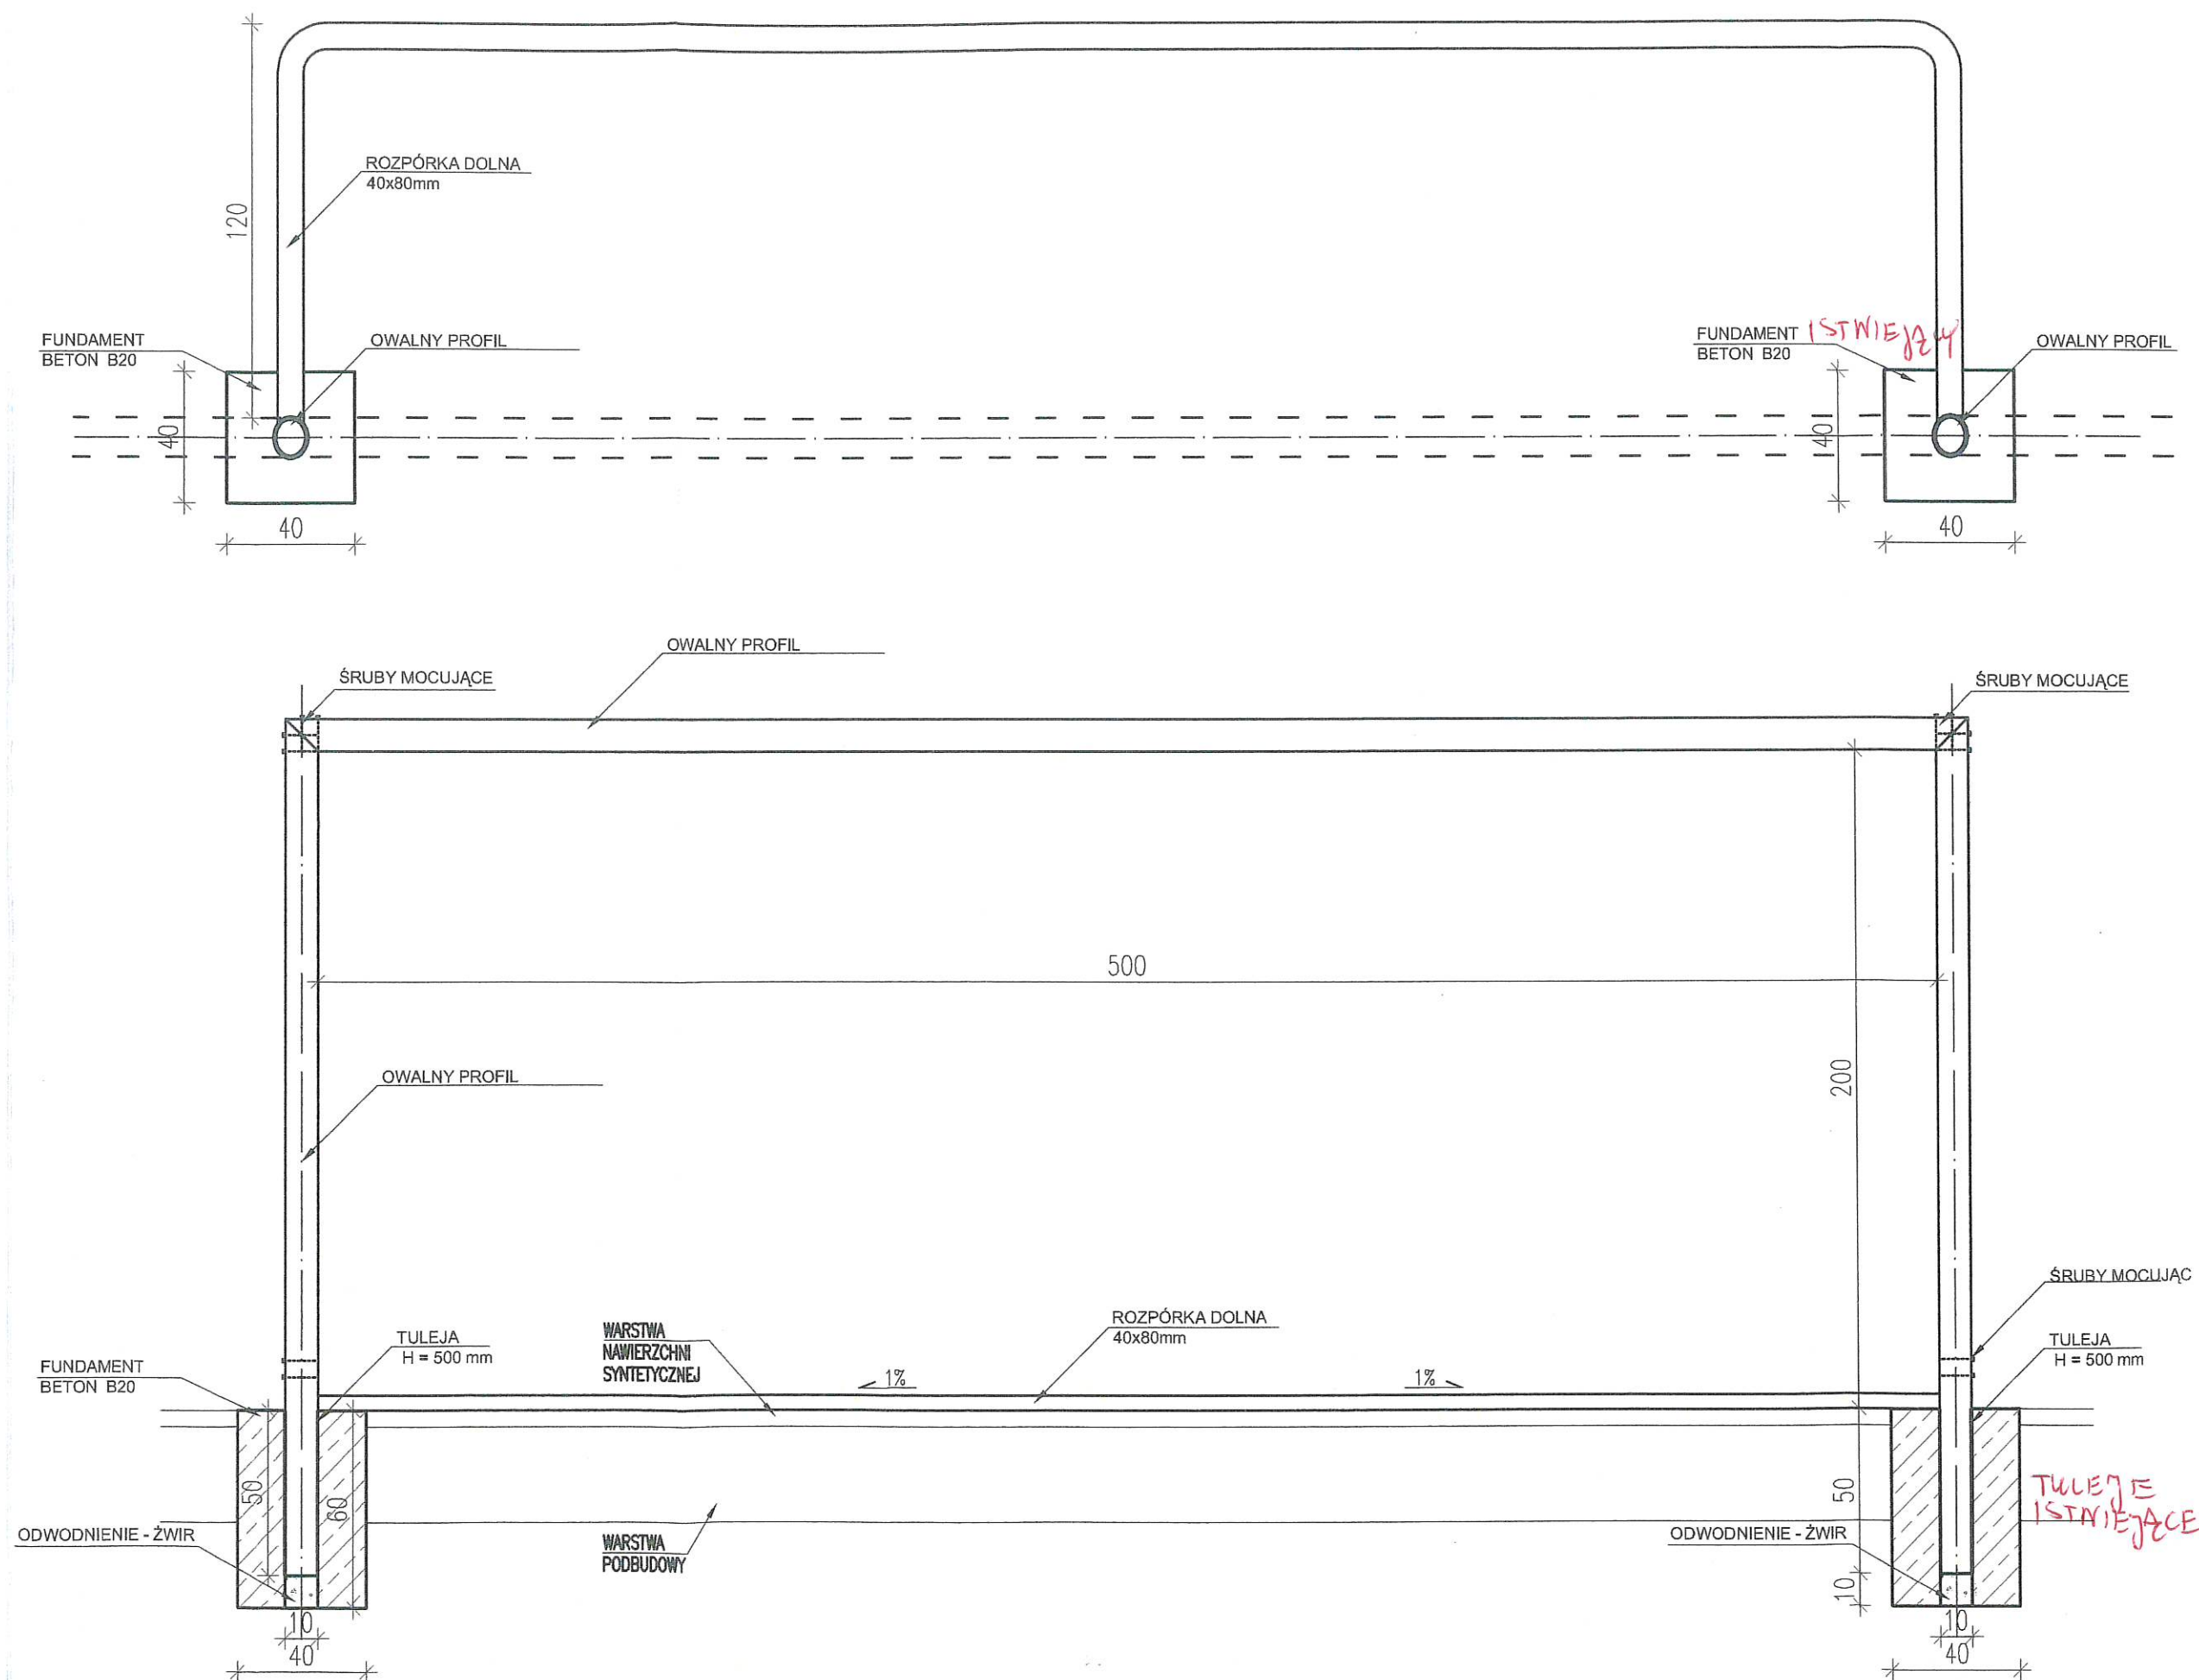 ROZPÓRKA DOLNA
40x80mm
120
FUNDAMENT
BETON B20
OWALNY PROFIL
FUNDAMENT ISTNIEJĄCY
BETON B20
OWALNY PROFIL
40
40
40
40
OWALNY PROFIL
ŚRUBY MOCUJĄCE
ŚRUBY MOCUJĄCE
500
OWALNY PROFIL
200
ŚRUBY MOCUJĄC
ROZPÓRKA DOLNA
40x80mm
WARSTWA
NAWIERZCHNI
SYNTETYCZNEJ
TULEJA
H = 500 mm
TULEJA
H = 500 mm
FUNDAMENT
BETON B20
1%
1%
50
60
50
TULEJE
ISTNIEJĄCE
ODWODNIENIE - ŻWIR
WARSTWA
PODBUDOWY
ODWODNIENIE - ŻWIR
10
10
40
10
40